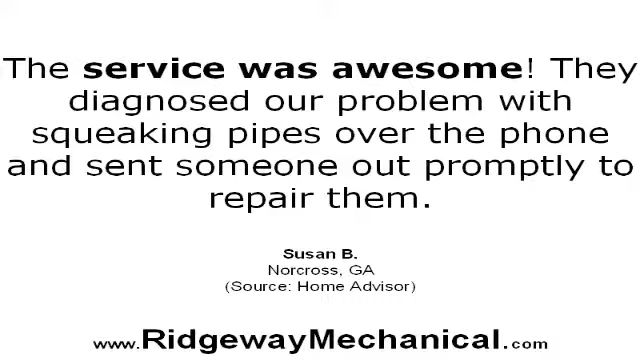 The service was awesome! They
diagnosed our problem with
squeaking pipes over the phone
and sent someone out promptly to
repair them.
Susan B.
Norcross, GA
(Source: Home Advisor)
www.RidgewayMechanical.com